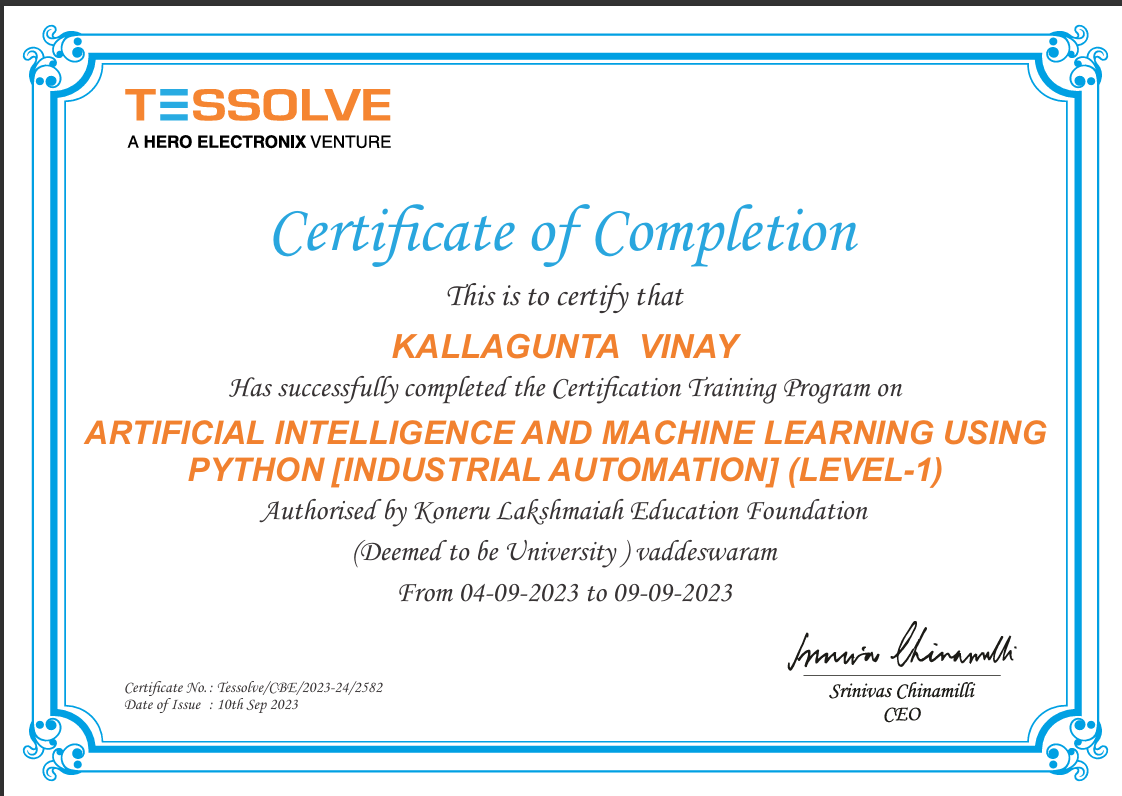 TESSOLVE
A HERO ELECTRONIX VENTURE
Certificate of Completion
This is to certify that
KALLAGUNTA VINAY
Has successfully completed the Certification Training Program on
ARTIFICIAL INTELLIGENCE AND MACHINE LEARNING USING
PYTHON [INDUSTRIAL AUTOMATION] (LEVEL-1)
Authorised by Koneru Lakshmaiah Education Foundation
(Deemed to be University ) vaddeswaram
From 04-09-2023 to 09-09-2023
Srinivas Chinamilli
Srinivas Chinamilli
CEO
Certificate No. : Tessolve/CBE/2023-24/2582
Date of Issue : 10th Sep 2023